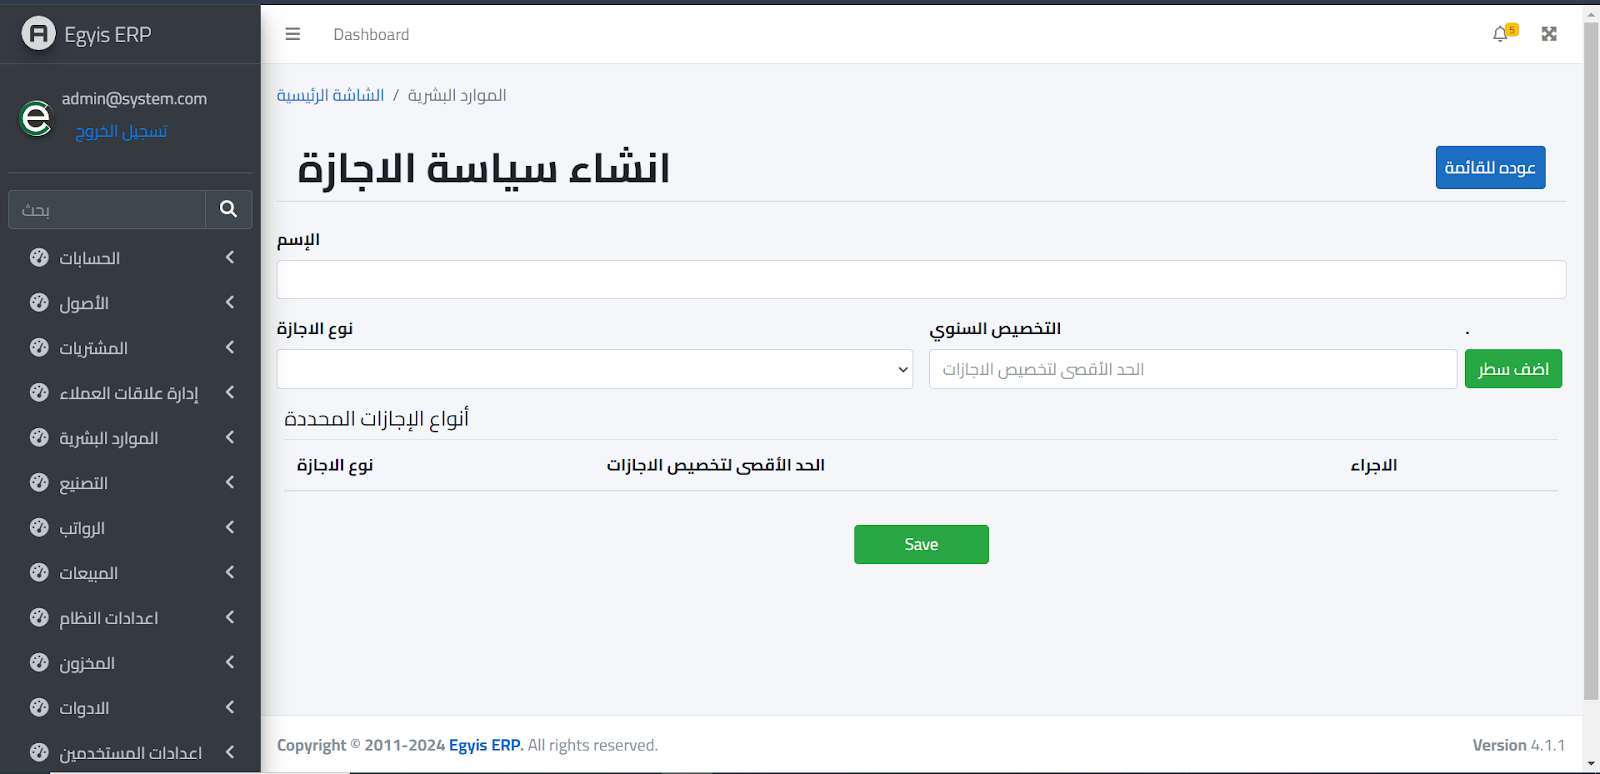 Egyis ERP
admin@system.com
تسجيل الخروج
بحث
الحسابات
الأصول
المشتريات
إدارة علاقات العملاء
الموارد البشرية
التصنيع
الرواتب
المبيعات
اعدادات النظام
المخزون
الادوات
اعدادات المستخدمين
Dashboard
5
الشاشة الرئيسية / الموارد البشرية
انشاء سياسة الاجازة
عوده للقائمة
الإسم
نوع الاجازة
التخصيص السنوي
.
الحد الأقصى لتخصيص الاجازات
اضف سطر
أنواع الإجازات المحددة
نوع الاجازة
الحد الأقصى لتخصيص الاجازات
الاجراء
Save
Copyright © 2011-2024 Egyis ERP. All rights reserved.
Version 4.1.1